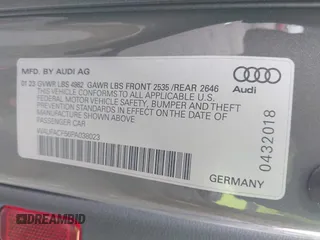 MFD. BY AUDI AG
01 23 GVWR LBS 4982 GAWR LBS FRONT 2535 /REAR 2646
THIS VEHICLE CONFORMS TO ALL APPLICABLE U.S.
FEDERAL MOTOR VEHICLE SAFETY, BUMPER AND THEFT
PREVENTION STANDARDS IN EFFECT ON THE DATE OF
MANUFACTURE SHOWN ABOVE.
PASSENGER CAR
Audi
0432018
GERMANY
DREAMBID